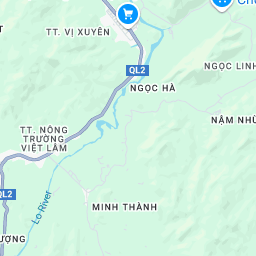 TT. VỊ XUYÊN
QL2
NGỌC LINH
NGỌC HÀ
NẬM NHÙ
TT. NÔNG
TRƯỜNG
VIỆT LÂM
QL2
Lo River
MINH THÀNH
ƯỢNG